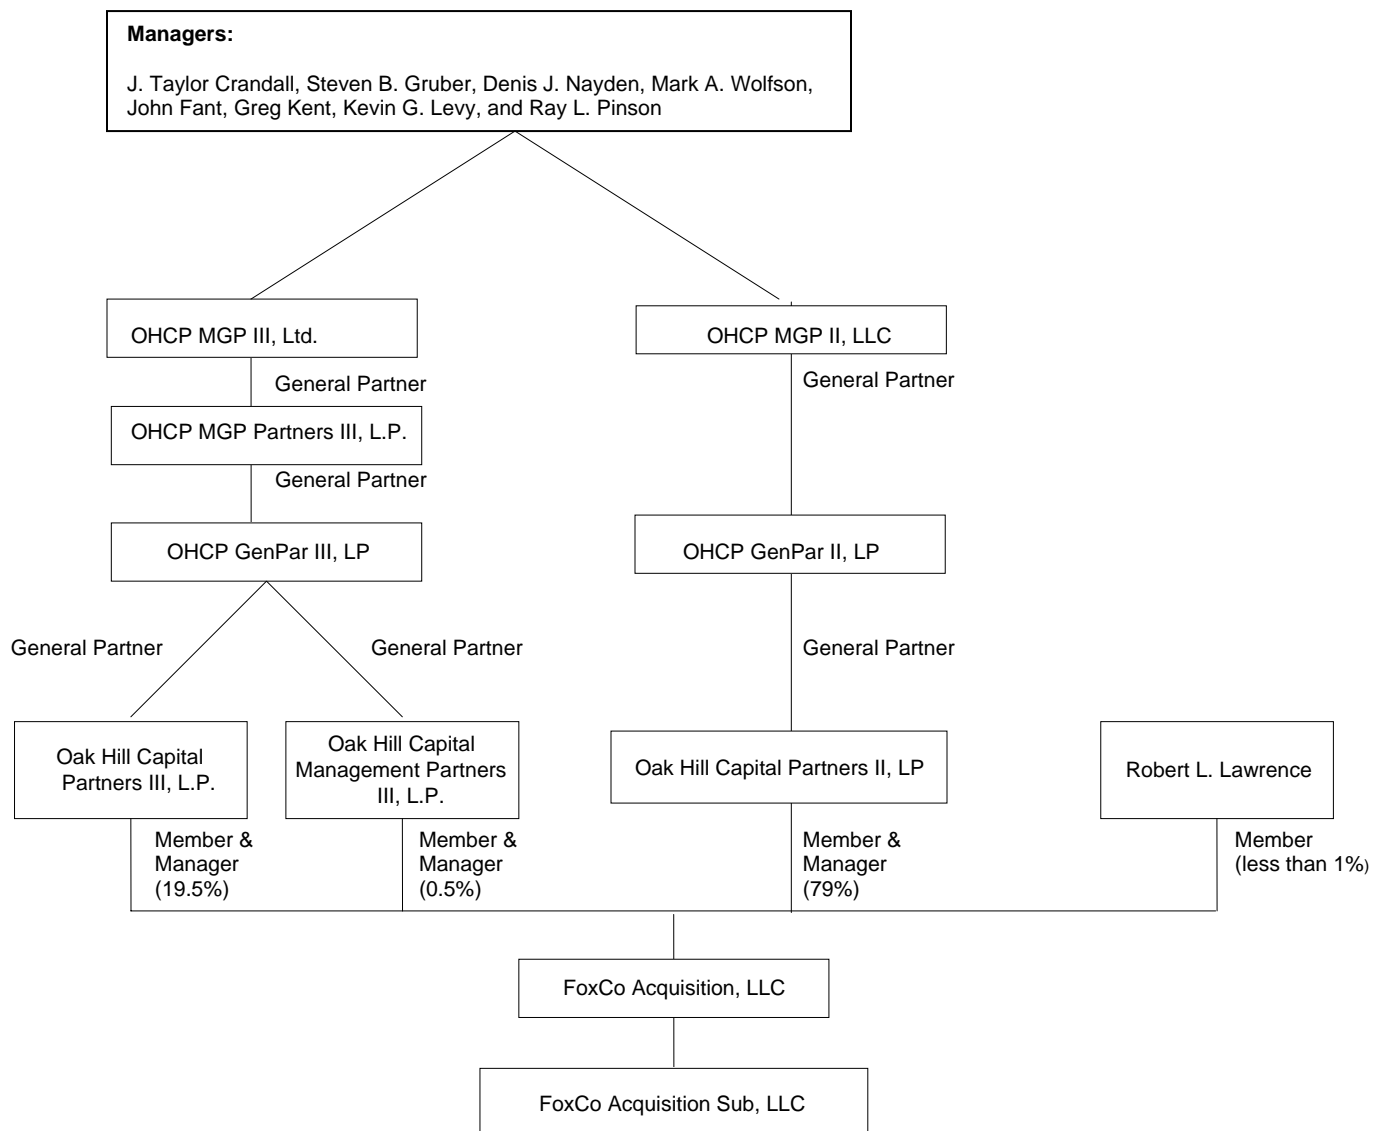 Managers:
J. Taylor Crandall, Steven B. Gruber, Denis J. Nayden, Mark A. Wolfson,
John Fant, Greg Kent, Kevin G. Levy, and Ray L. Pinson
OHCP MGP III, Ltd.
OHCP MGP II, LLC
General Partner
General Partner
OHCP MGP Partners III, L.P.
General Partner
OHCP GenPar III, LP
OHCP GenPar II, LP
General Partner
General Partner
General Partner
Oak Hill Capital
Partners III, L.P.
Oak Hill Capital
Management Partners
III, L.P.
Oak Hill Capital Partners II, LP
Robert L. Lawrence
Member &
Manager
(19.5%)
Member &
Manager
(0.5%)
Member &
Manager
(79%)
Member
(less than 1%)
FoxCo Acquisition, LLC
FoxCo Acquisition Sub, LLC